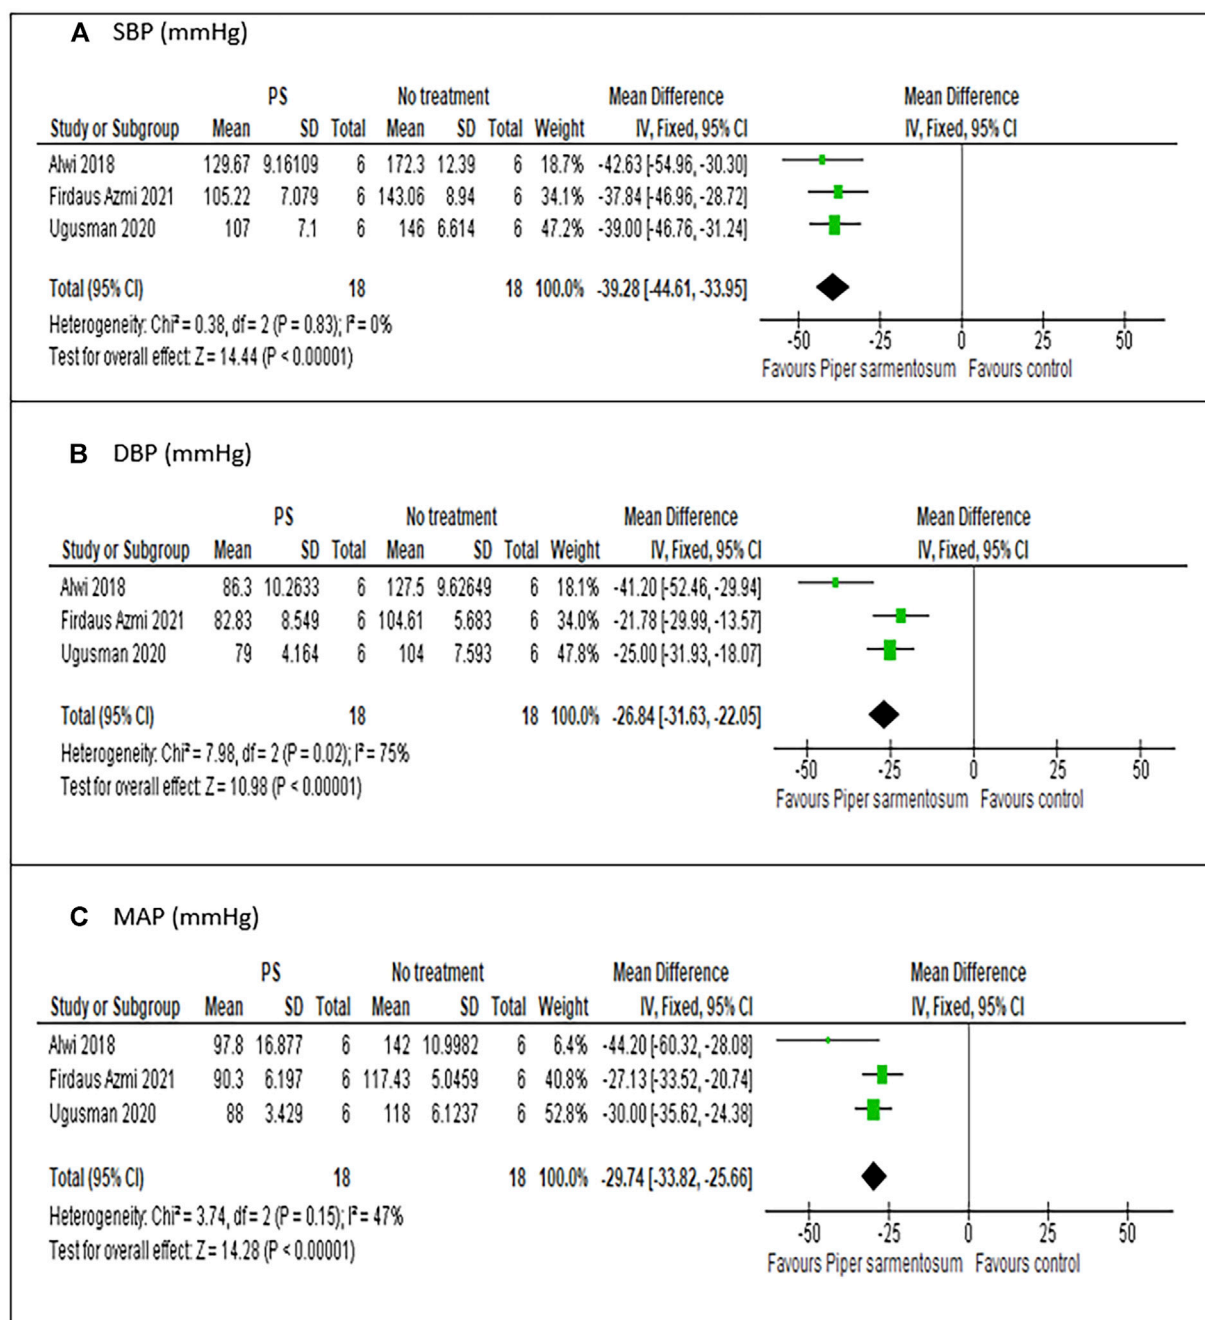 A SBP (mmHg)
PS No treatment Mean Difference Mean Difference
Study or Subgroup Mean SD Total Mean SD Total Weight IV, Fixed, 95% CI IV, Fixed, 95% CI
Alwi 2018 129.67 9.16109 6 172.3 12.39 6 18.7% -42.63 [-54.96, -30.30]
Firdaus Azmi 2021 105.22 7.079 6 143.06 8.94 6 34.1% -37.84 [-46.96, -28.72]
Ugusman 2020 107 7.1 6 146 6.614 6 47.2% -39.00 [-46.76, -31.24]
Total (95% CI) 18 18 100.0% -39.28 [-44.61, -33.95]
Heterogeneity: Chi² = 0.38, df = 2 (P = 0.83); I² = 0%
Test for overall effect: Z = 14.44 (P < 0.00001)
-50 -25 0 25 50
Favours Piper sarmentosum Favours control
B DBP (mmHg)
PS No treatment Mean Difference Mean Difference
Study or Subgroup Mean SD Total Mean SD Total Weight IV, Fixed, 95% CI IV, Fixed, 95% CI
Alwi 2018 86.3 10.2633 6 127.5 9.62649 6 18.1% -41.20 [-52.46, -29.94]
Firdaus Azmi 2021 82.83 8.549 6 104.61 5.683 6 34.0% -21.78 [-29.99, -13.57]
Ugusman 2020 79 4.164 6 104 7.593 6 47.8% -25.00 [-31.93, -18.07]
Total (95% CI) 18 18 100.0% -26.84 [-31.63, -22.05]
Heterogeneity: Chi² = 7.98, df = 2 (P = 0.02); I² = 75%
Test for overall effect: Z = 10.98 (P < 0.00001)
-50 -25 0 25 50
Favours Piper sarmentosum Favours control
C MAP (mmHg)
PS No treatment Mean Difference Mean Difference
Study or Subgroup Mean SD Total Mean SD Total Weight IV, Fixed, 95% CI IV, Fixed, 95% CI
Alwi 2018 97.8 16.877 6 142 10.9982 6 6.4% -44.20 [-60.32, -28.08]
Firdaus Azmi 2021 90.3 6.197 6 117.43 5.0459 6 40.8% -27.13 [-33.52, -20.74]
Ugusman 2020 88 3.429 6 118 6.1237 6 52.8% -30.00 [-35.62, -24.38]
Total (95% CI) 18 18 100.0% -29.74 [-33.82, -25.66]
Heterogeneity: Chi² = 3.74, df = 2 (P = 0.15); I² = 47%
Test for overall effect: Z = 14.28 (P < 0.00001)
-50 -25 0 25 50
Favours Piper sarmentosum Favours control